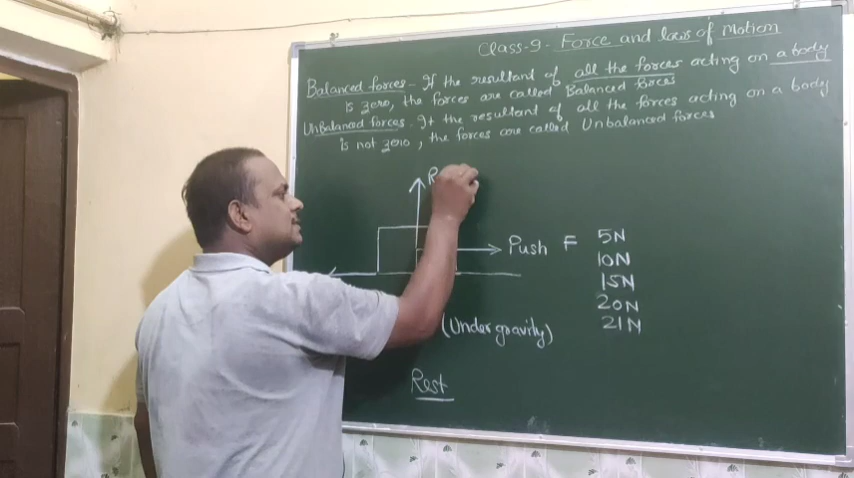 Class-9- Force and laws of Motion
Balanced forces - If the resultant of all the forces acting on a body
is zero, the forces are called Balanced forces
Unbalanced forces. If the resultant of all the forces acting on a body
is not zero, the forces are called Unbalanced forces
R
Push F 5N
10N
15N
20N
21N
(Under gravity)
Rest